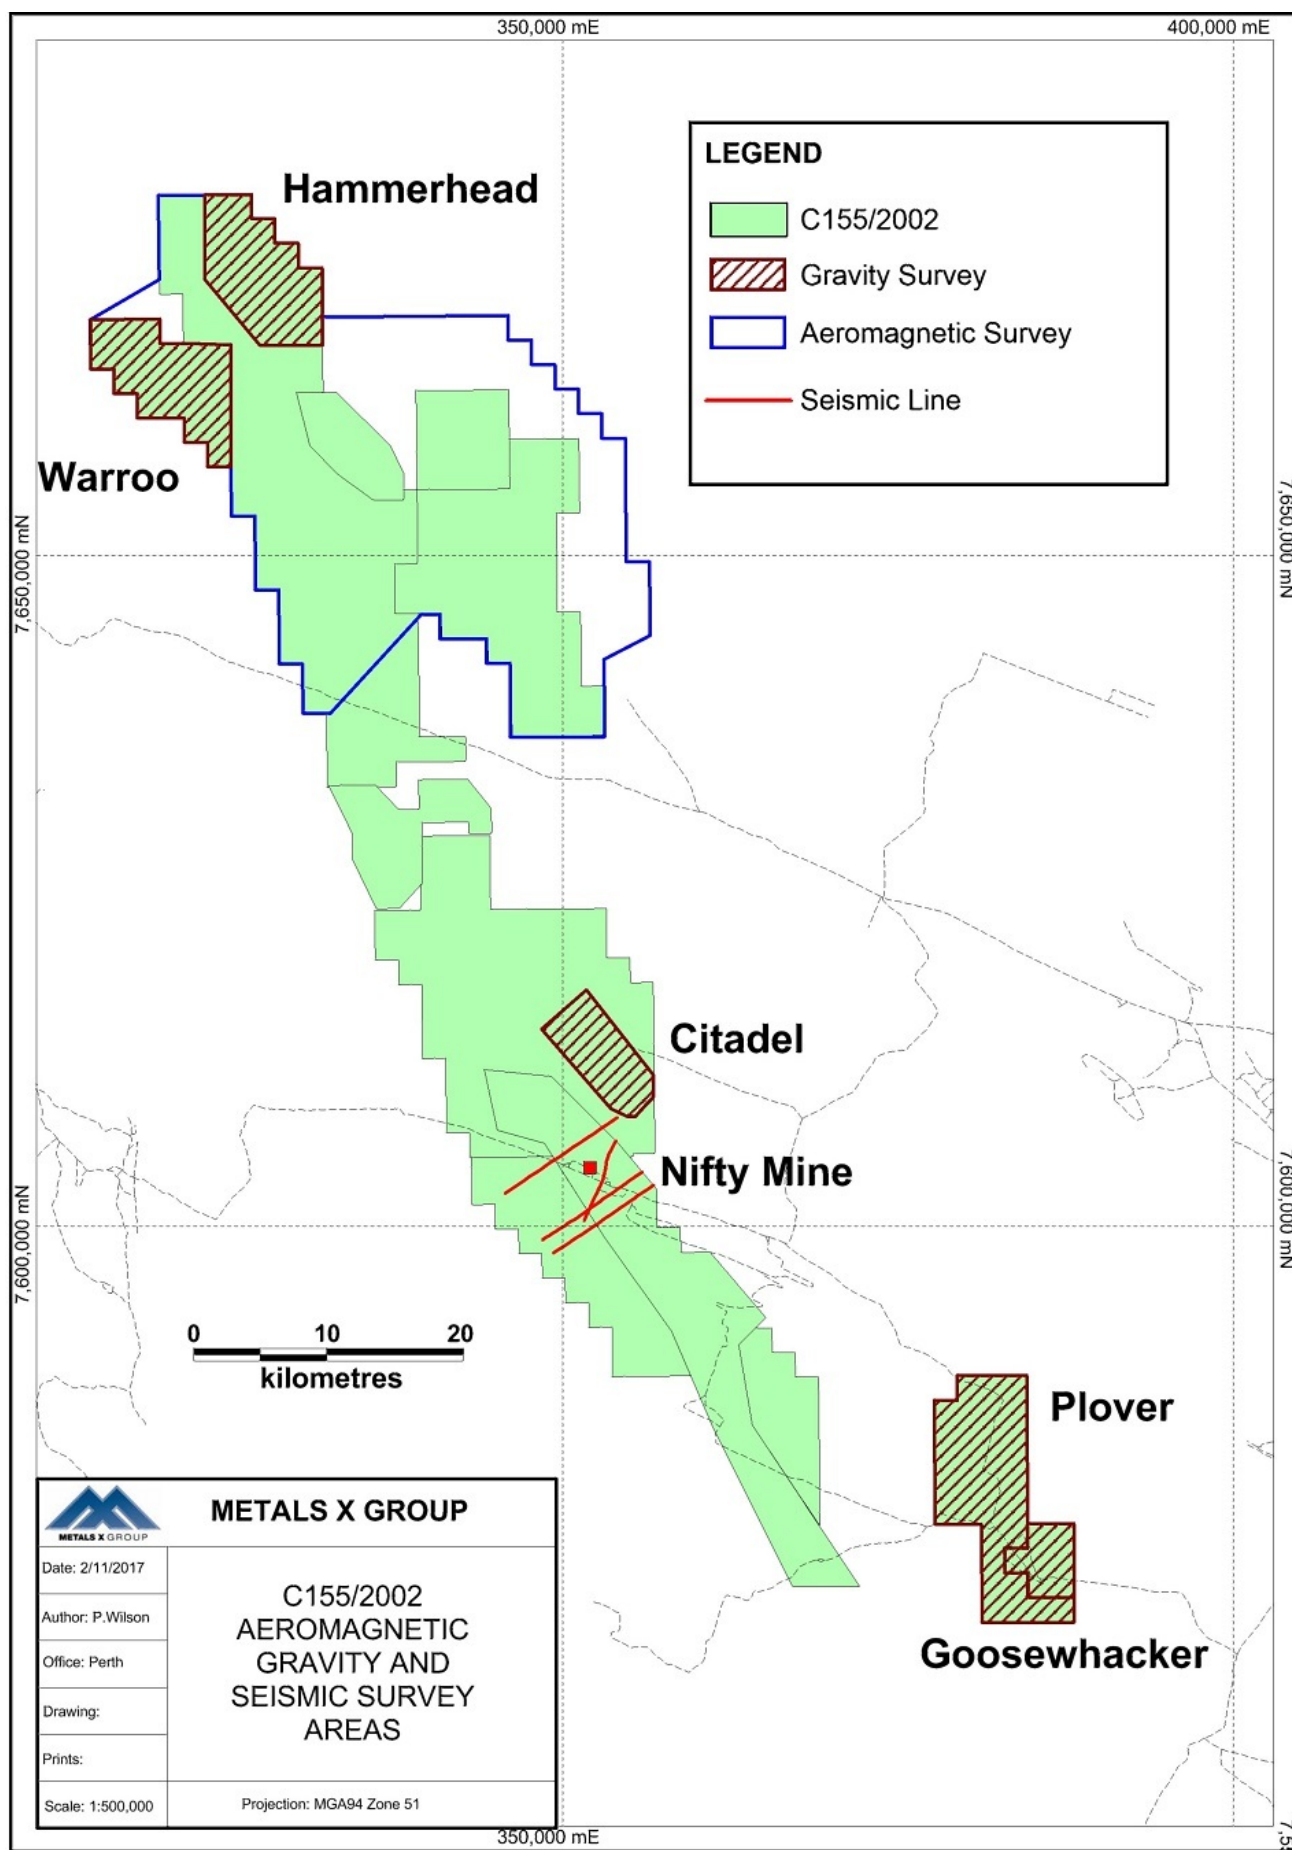 350,000 mE
400,000 mE
LEGEND
C155/2002
Gravity Survey
Aeromagnetic Survey
Seismic Line
Hammerhead
Warroo
7,650,000 mN
7,650,000 mN
Citadel
Nifty Mine
7,600,000 mN
7,600,000 mN
0 10 20
kilometres
Plover
Goosewhacker
METALS X GROUP
METALS X GROUP
Date: 2/11/2017
Author: P.Wilson
Office: Perth
Drawing:
Prints:
Scale: 1:500,000
C155/2002
AEROMAGNETIC
GRAVITY AND
SEISMIC SURVEY
AREAS
Projection: MGA94 Zone 51
350,000 mE